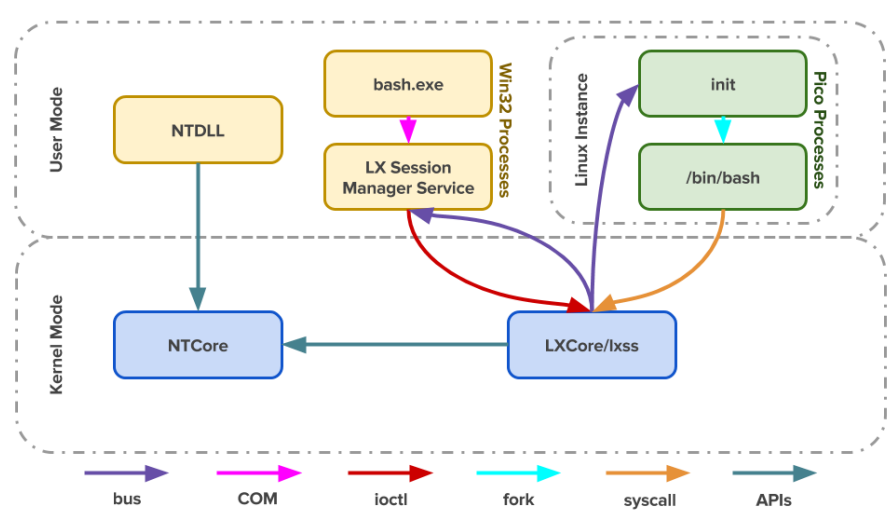 User Mode
NTDLL
bash.exe
LX Session
Manager Service
Win32 Processes
Linux Instance
init
/bin/bash
Pico Processes
Kernel Mode
NTCore
LXCore/lxss
bus
COM
ioctl
fork
syscall
APIs